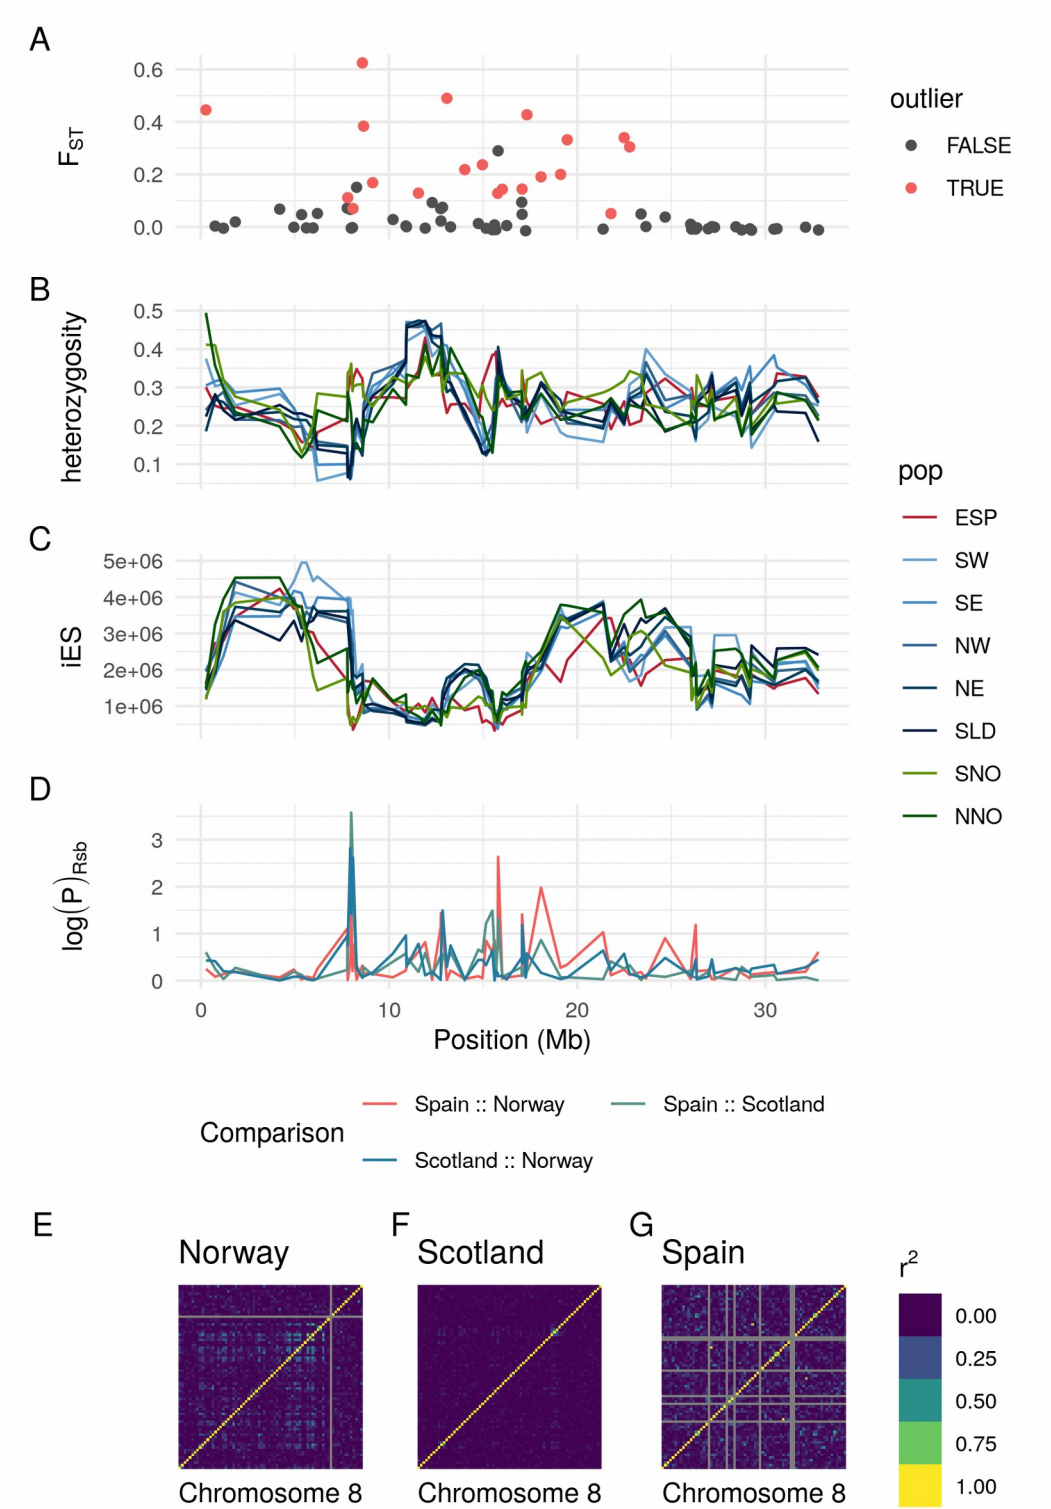 A
0.6
0.4
0.2
0.0
FST
outlier
FALSE
TRUE
B
0.5
0.4
0.3
0.2
0.1
heterozygosity
C
5e+06
4e+06
3e+06
2e+06
1e+06
iES
pop
ESP
SW
SE
NW
NE
SLD
SNO
NNO
D
3
2
1
0
log(P)Rsb
0 10 20 30
Position (Mb)
Comparison
Spain :: Norway
Spain :: Scotland
Scotland :: Norway
E
Norway
Chromosome 8
F
Scotland
Chromosome 8
G
Spain
Chromosome 8
r²
0.00
0.25
0.50
0.75
1.00